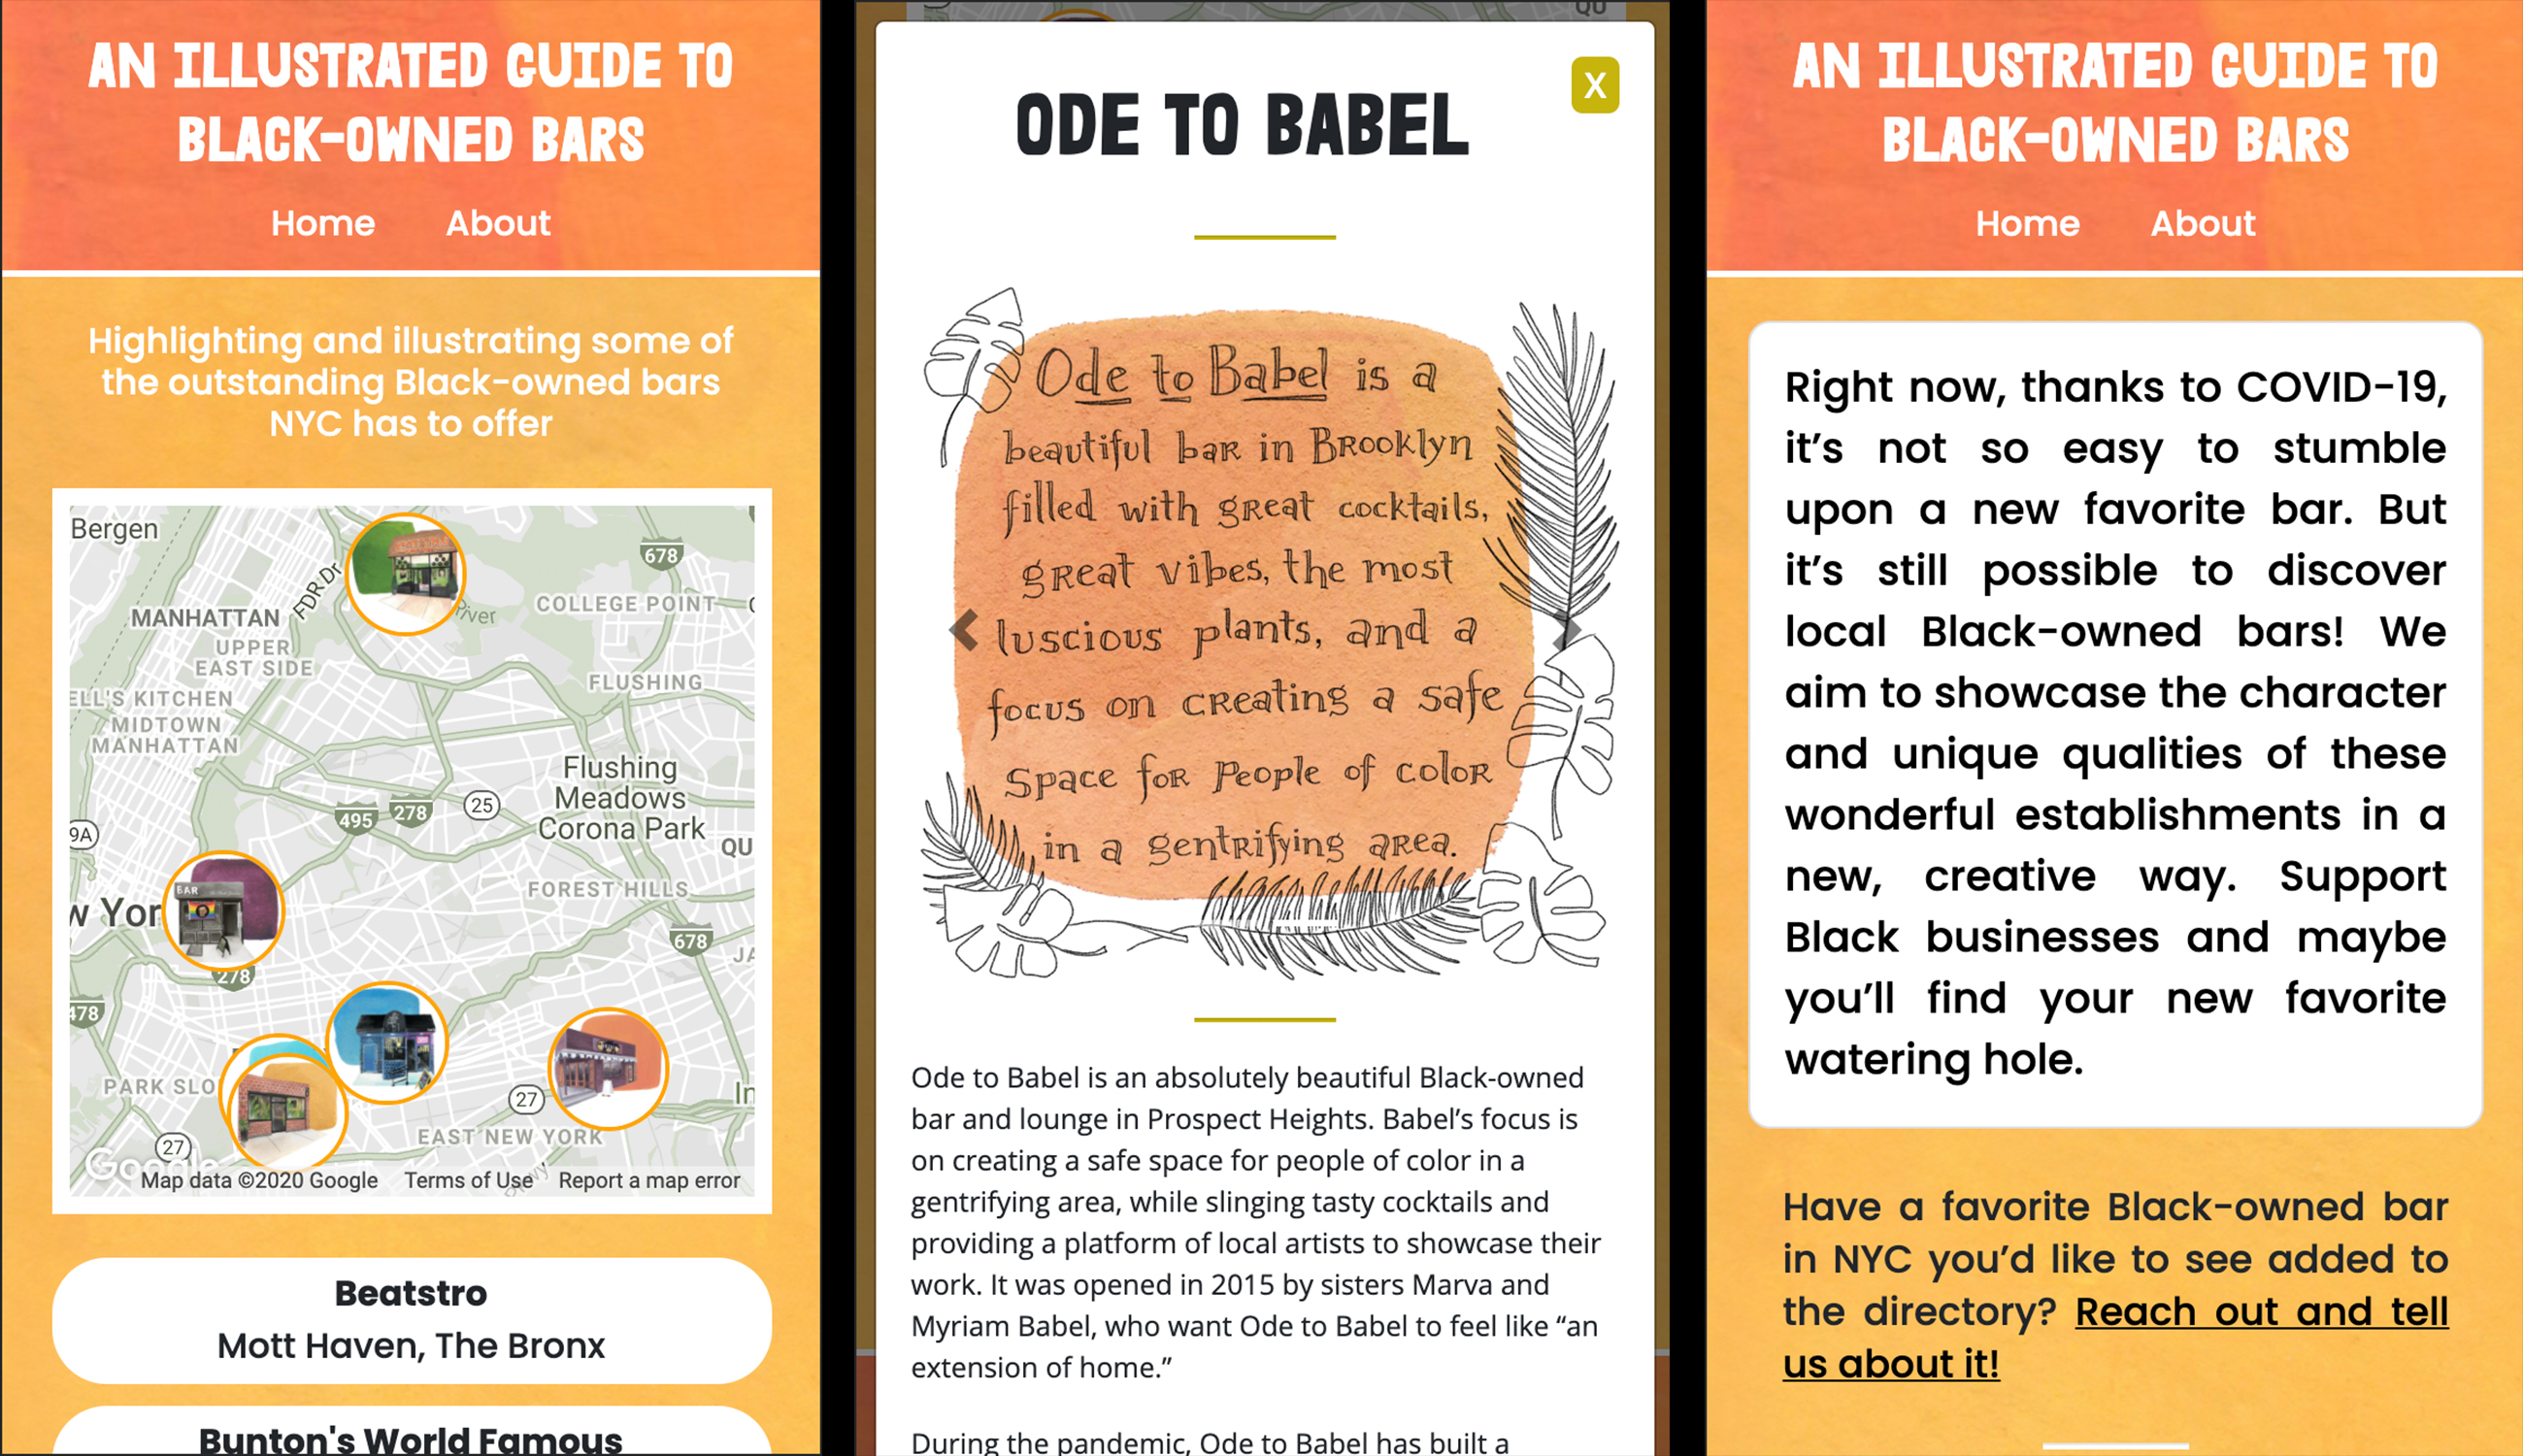 AN ILLUSTRATED GUIDE TO
BLACK-OWNED BARS
Home About
Highlighting and illustrating some of
the outstanding Black-owned bars
NYC has to offer
Bergen
678
FDR Dr
River
COLLEGE POINT
MANHATTAN
UPPER
EAST SIDE
FLUSHING
ELL'S KITCHEN
MIDTOWN
MANHATTAN
Flushing
Meadows
Corona Park
25
278
495
9A
QU
FOREST HILLS
BAR
w Yor
678
JA
278
478
PARK SLO
27
In
EAST NEW YORK
27
Google
Map data ©2020 Google Terms of Use Report a map error
Beatstro
Mott Haven, The Bronx
Bunton's World Famous
QU
X
ODE TO BABEL
Ode to Babel is a
beautiful bar in Brooklyn
filled with great cocktails,
great vibes, the most
luscious plants, and a
focus on creating a safe
space for people of color
in a gentrifying area.
Ode to Babel is an absolutely beautiful Black-owned
bar and lounge in Prospect Heights. Babel’s focus is
on creating a safe space for people of color in a
gentrifying area, while slinging tasty cocktails and
providing a platform of local artists to showcase their
work. It was opened in 2015 by sisters Marva and
Myriam Babel, who want Ode to Babel to feel like “an
extension of home.”
During the pandemic, Ode to Babel has built a
AN ILLUSTRATED GUIDE TO
BLACK-OWNED BARS
Home About
Right now, thanks to COVID-19,
it’s not so easy to stumble
upon a new favorite bar. But
it’s still possible to discover
local Black-owned bars! We
aim to showcase the character
and unique qualities of these
wonderful establishments in a
new, creative way. Support
Black businesses and maybe
you’ll find your new favorite
watering hole.
Have a favorite Black-owned bar
in NYC you’d like to see added to
the directory? Reach out and tell
us about it!